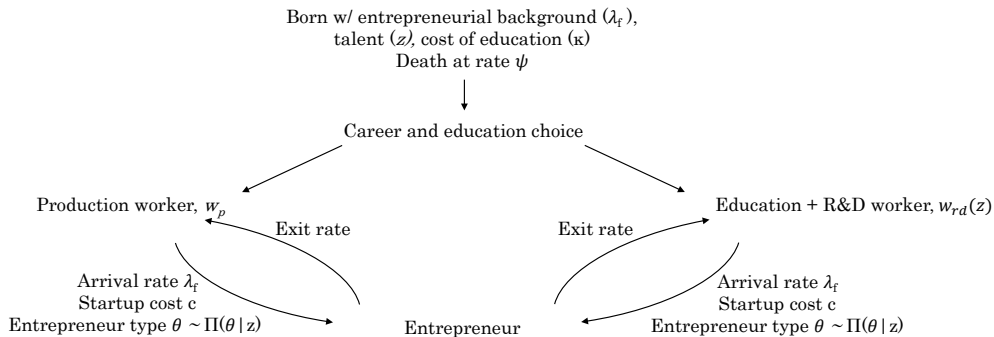 Born w/ entrepreneurial background (λf),
talent (z), cost of education (κ)
Death at rate ψ
Career and education choice
Production worker, wp
Education + R&D worker, wrd(z)
Exit rate
Exit rate
Arrival rate λf
Startup cost c
Entrepreneur type θ ~ Π(θ|z)
Entrepreneur
Arrival rate λf
Startup cost c
Entrepreneur type θ ~ Π(θ|z)